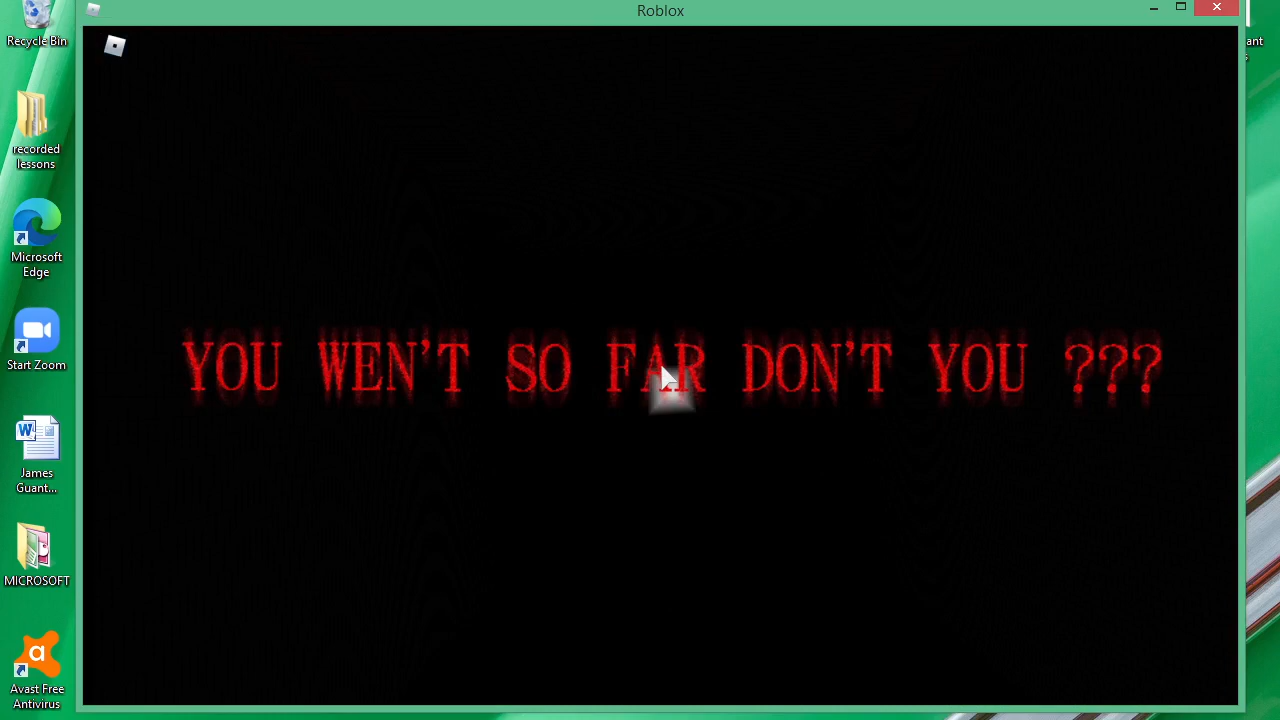 Roblox
Recycle Bin
recorded
lessons
Microsoft
Edge
Start Zoom
James
Guant...
MICROSOFT
Avast Free
Antivirus
YOU WEN'T SO FAR DON'T YOU ???
ant
s